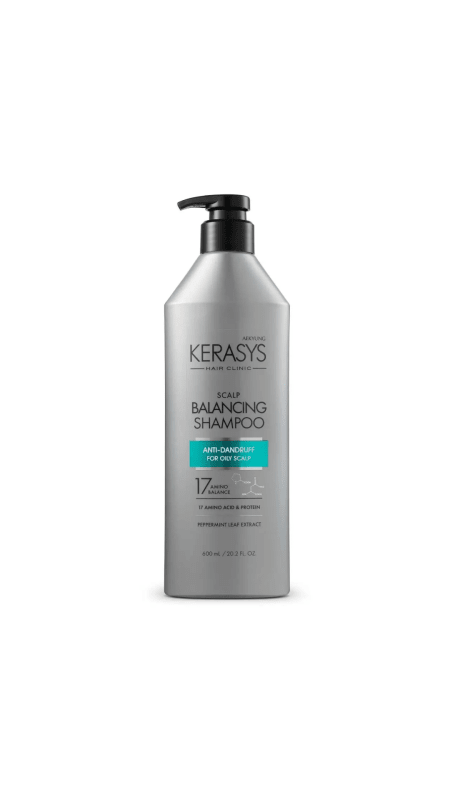 AEKYUNG
KERASYS
HAIR CLINIC
SCALP
BALANCING
SHAMPOO
ANTI-DANDRUFF
FOR OILY SCALP
17 AMINO
BALANCE
17 AMINO ACID & PROTEIN
PEPPERMINT LEAF EXTRACT
600 mL / 20.2 FL. OZ.